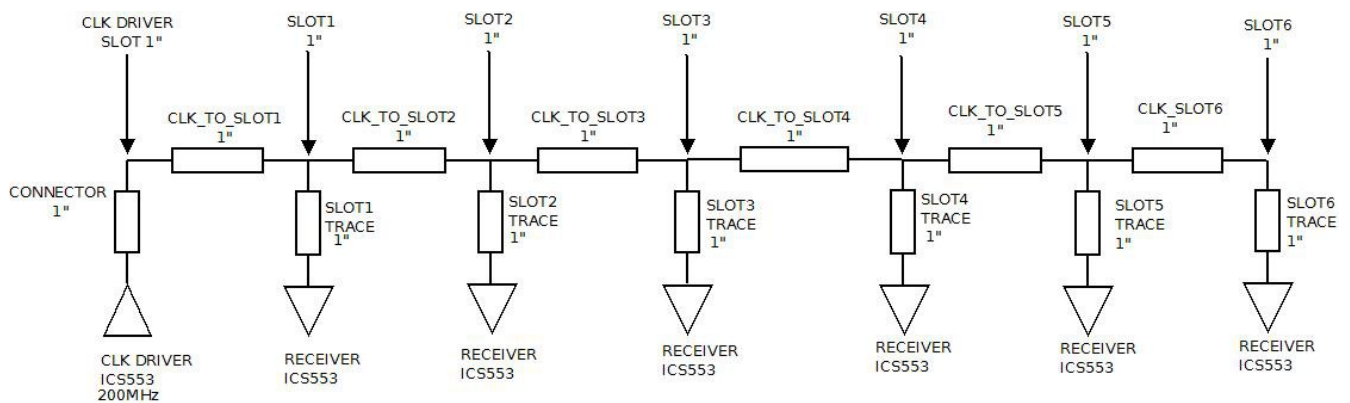 CLK DRIVER
SLOT 1"
SLOT1
1"
SLOT2
1"
SLOT3
1"
SLOT4
1"
SLOT5
1"
SLOT6
1"
CLK_TO_SLOT1
1"
CLK_TO_SLOT2
1"
CLK_TO_SLOT3
1"
CLK_TO_SLOT4
1"
CLK_TO_SLOT5
1"
CLK_SLOT6
1"
CONNECTOR
1"
SLOT1
TRACE
1"
SLOT2
TRACE
1"
SLOT3
TRACE
1"
SLOT4
TRACE
1"
SLOT5
TRACE
1"
SLOT6
TRACE
1"
CLK DRIVER
ICS553
200MHz
RECEIVER
ICS553
RECEIVER
ICS553
RECEIVER
ICS553
RECEIVER
ICS553
RECEIVER
ICS553
RECEIVER
ICS553